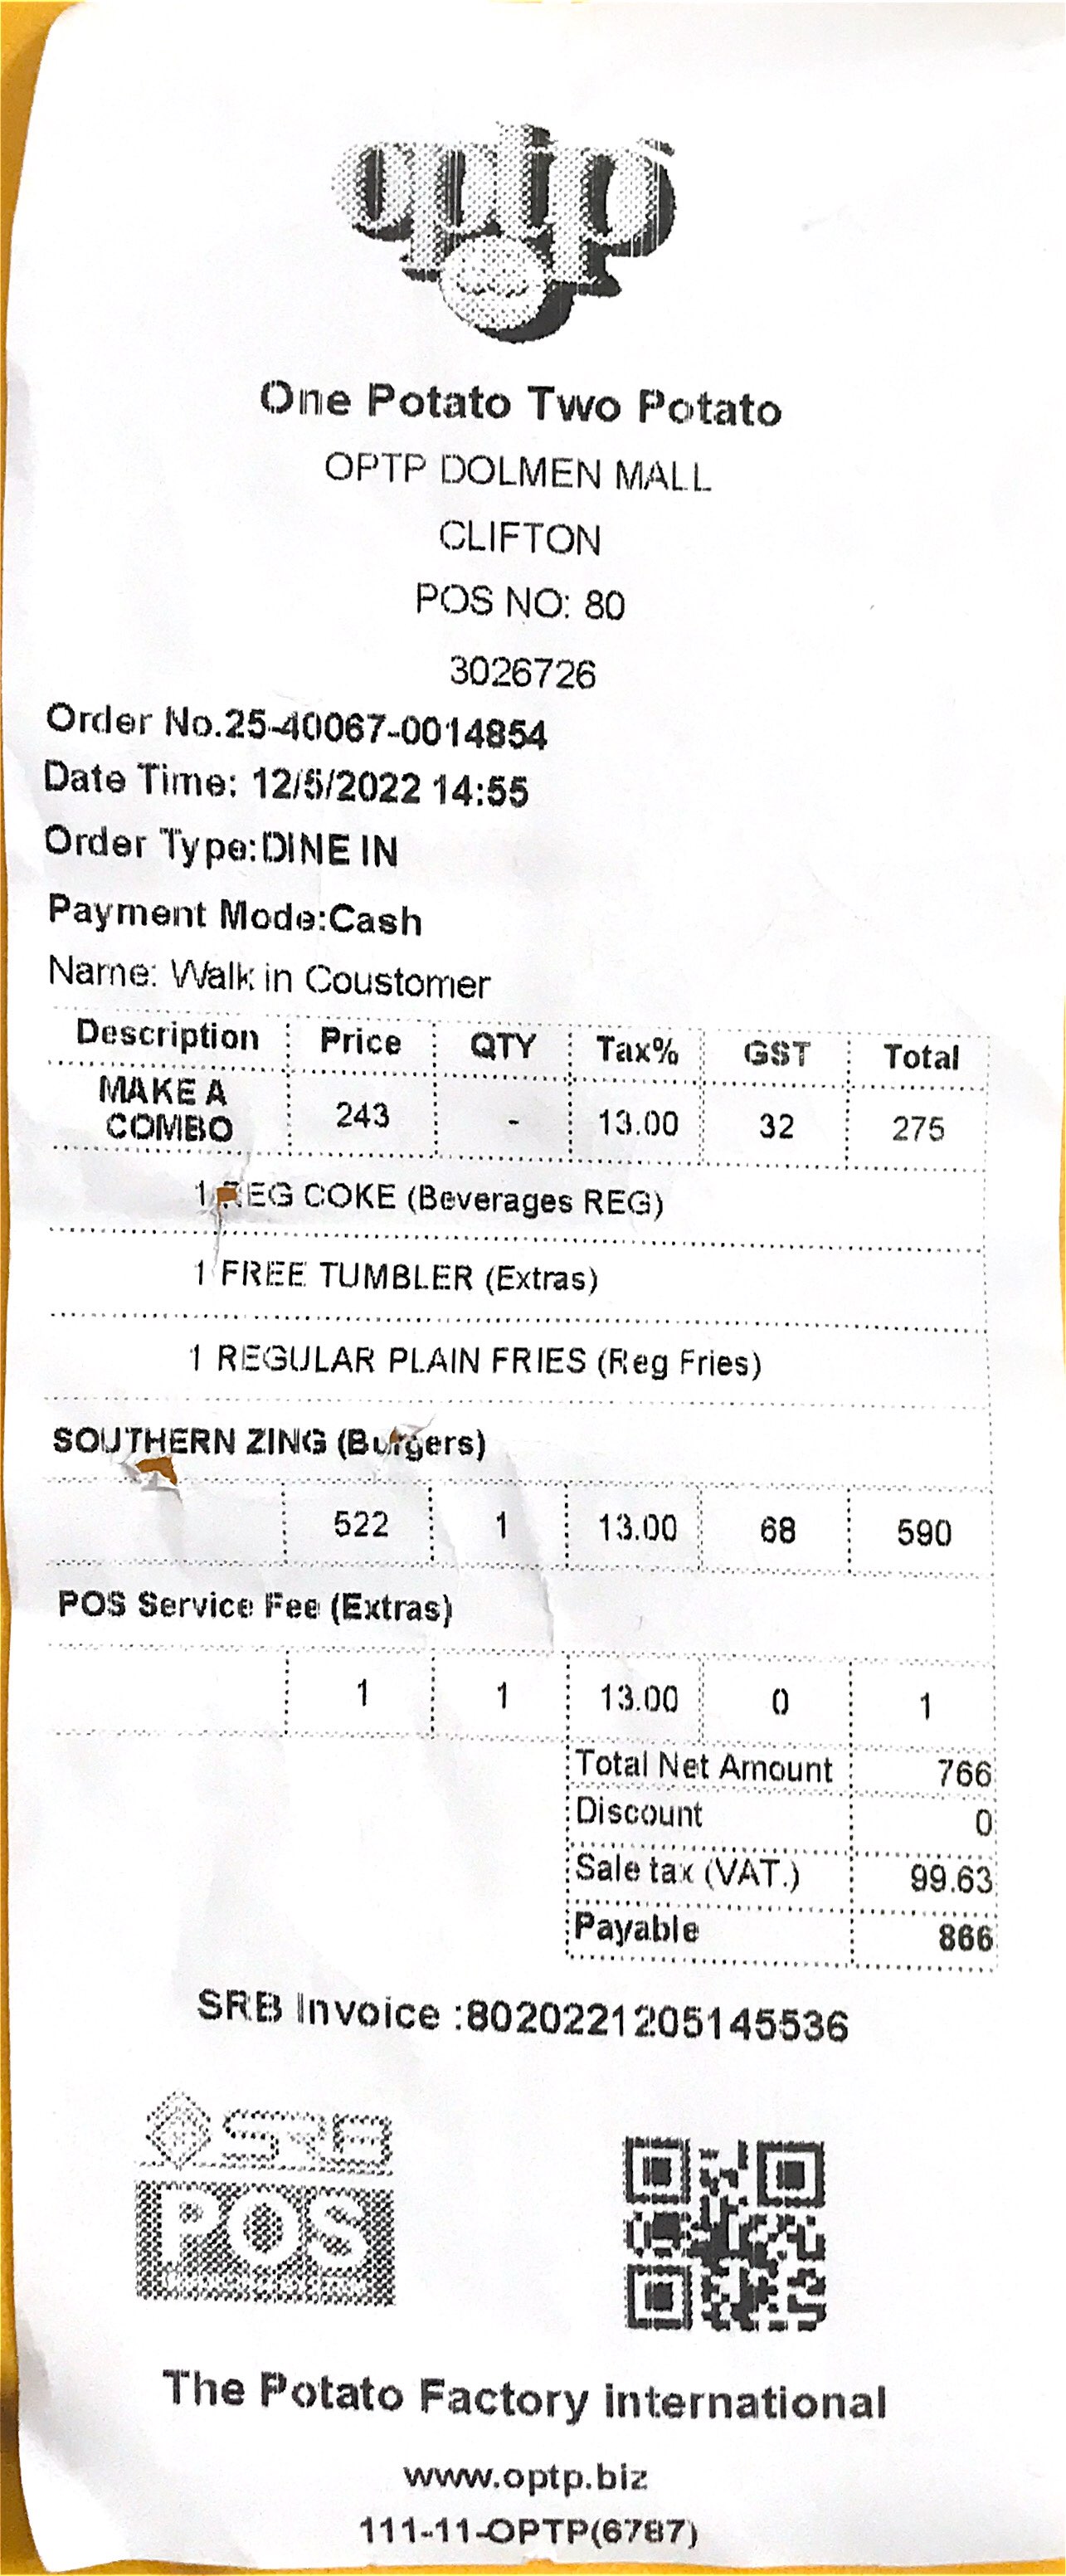 optp
One Potato Two Potato
OPTP DOLMEN MALL
CLIFTON
POS NO: 80
3026726
Order No.25-40067-0014854
Date Time: 12/5/2022 14:55
Order Type:DINE IN
Payment Mode:Cash
Name: Walk in Coustomer
Description Price QTY Tax% GST Total
MAKE A
COMBO 243 - 13.00 32 275
1 REG COKE (Beverages REG)
1 FREE TUMBLER (Extras)
1 REGULAR PLAIN FRIES (Reg Fries)
SOUTHERN ZING (Burgers)
522 1 13.00 68 590
POS Service Fee (Extras)
1 1 13.00 0 1
Total Net Amount 766
Discount 0
Sale tax (VAT.) 99.63
Payable 866
SRB Invoice :8020221205145536
SRB
POS
The Potato Factory international
www.optp.biz
111-11-OPTP(6787)